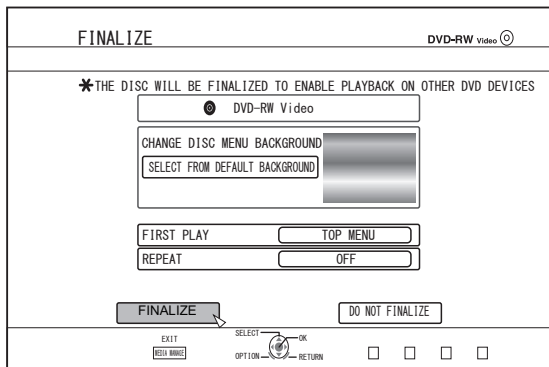 FINALIZE
DVD-RW Video
✱THE DISC WILL BE FINALIZED TO ENABLE PLAYBACK ON OTHER DVD DEVICES
DVD-RW Video
CHANGE DISC MENU BACKGROUND
SELECT FROM DEFAULT BACKGROUND
FIRST PLAY TOP MENU
REPEAT OFF
FINALIZE DO NOT FINALIZE
EXIT SELECT OK
MEDIA MANAGE OPTION RETURN